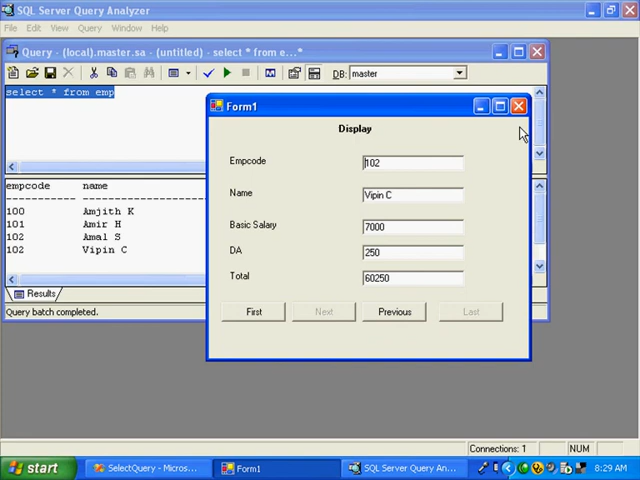 SQL Server Query Analyzer
File Edit View Query Window Help
Query - (local).master.sa - (untitled) - select * from e...*
DB: master
select * from emp
Form1
Display
Empcode 102
Name Vipin C
Basic Salary 7000
DA 250
Total 60250
First Next Previous Last
empcode name
100 Amjith K
101 Amir H
102 Amal S
102 Vipin C
Results
Query batch completed.
Connections: 1 NUM
start SelectQuery - Micros... Form1 SQL Server Query An... 8:29 AM